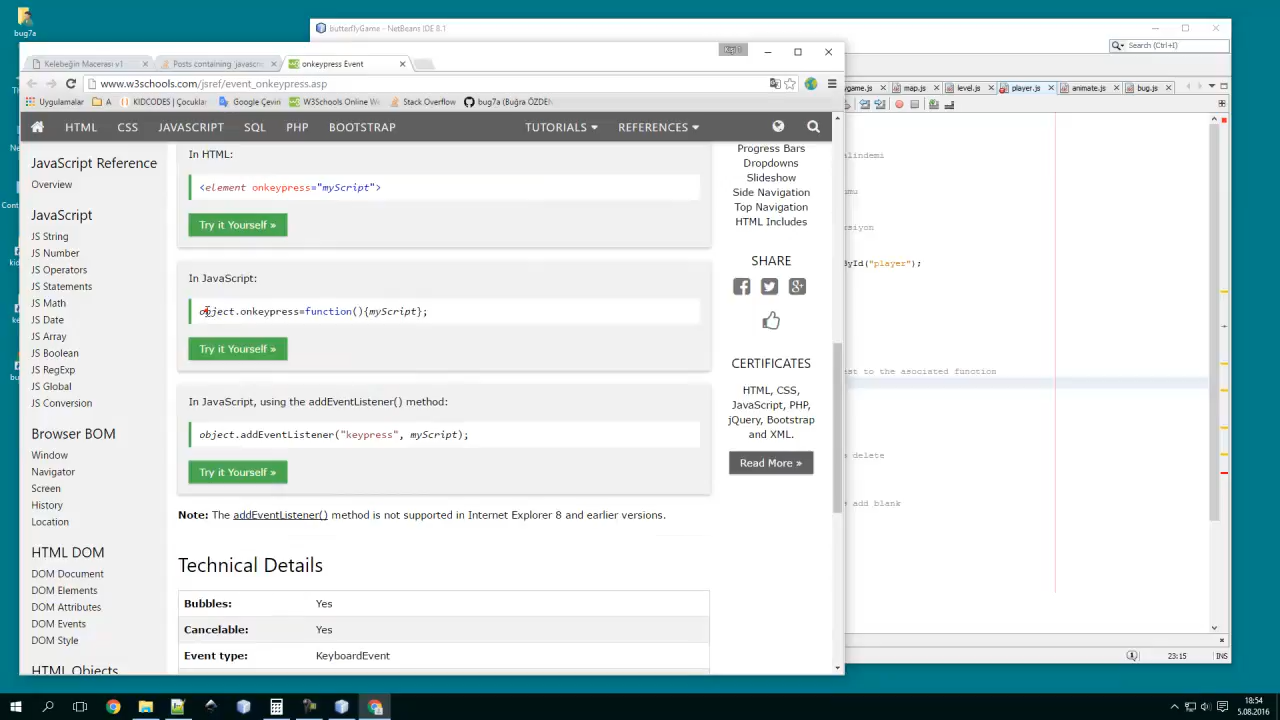 bug7a
butterflyGame - NetBeans IDE 8.1
Search (Ctrl+I)
Kelebeğin Macerası v1
Posts containing 'javascr
onkeypress Event
www.w3schools.com/jsref/event_onkeypress.asp
Uygulamalar
A
KIDCODES | Çocuklar
Google Çeviri
W3Schools Online We
Stack Overflow
bug7a (Buğra ÖZDEN
map.js
level.js
player.js
animate.js
bug.js
HTML CSS JAVASCRIPT SQL PHP BOOTSTRAP TUTORIALS REFERENCES
JavaScript Reference
Overview
JavaScript
JS String
JS Number
JS Operators
JS Statements
JS Math
JS Date
JS Array
JS Boolean
JS RegExp
JS Global
JS Conversion
Browser BOM
Window
Navigator
Screen
History
Location
HTML DOM
DOM Document
DOM Elements
DOM Attributes
DOM Events
DOM Style
HTML Objects
In HTML:
<element onkeypress="myScript">
Try it Yourself »
In JavaScript:
object.onkeypress=function(){myScript};
Try it Yourself »
In JavaScript, using the addEventListener() method:
object.addEventListener("keypress", myScript);
Try it Yourself »
Note: The addEventListener() method is not supported in Internet Explorer 8 and earlier versions.
Technical Details
Bubbles: Yes
Cancelable: Yes
Event type: KeyboardEvent
Progress Bars
Dropdowns
Slideshow
Side Navigation
Top Navigation
HTML Includes
SHARE
CERTIFICATES
HTML, CSS,
JavaScript, PHP,
jQuery, Bootstrap
and XML.
Read More »
alindemi
rsiyon
ById("player");
est to the asociated function
delete
add blank
23:15
INS
18:54
5.08.2016